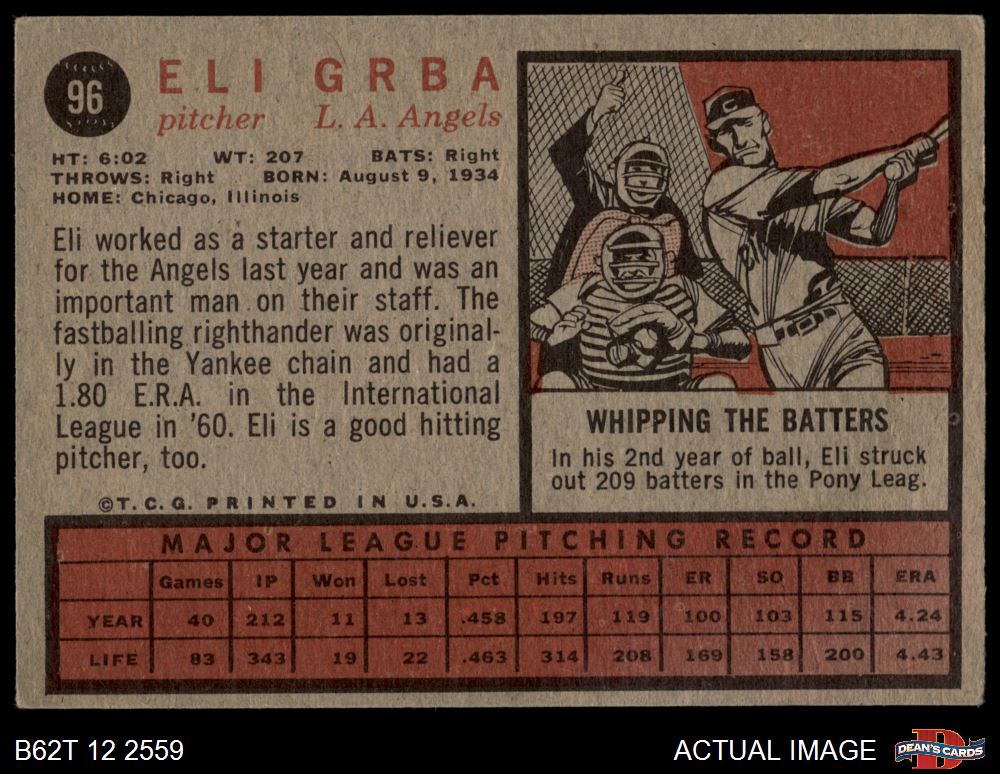 96
ELI GRBA
pitcher L. A. Angels
HT: 6:02 WT: 207 BATS: Right
THROWS: Right BORN: August 9, 1934
HOME: Chicago, Illinois
Eli worked as a starter and reliever
for the Angels last year and was an
important man on their staff. The
fastballing righthander was original-
ly in the Yankee chain and had a
1.80 E.R.A. in the International
League in '60. Eli is a good hitting
pitcher, too.
©T.C.G. PRINTED IN U.S.A.
C
WHIPPING THE BATTERS
In his 2nd year of ball, Eli struck
out 209 batters in the Pony Leag.
MAJOR LEAGUE PITCHING RECORD
Games IP Won Lost Pct Hits Runs ER SO BB ERA
YEAR 40 212 11 13 .458 197 119 100 103 115 4.24
LIFE 83 343 19 22 .463 314 208 169 158 200 4.43
B62T 12 2559
ACTUAL IMAGE
DEAN'S CARDS